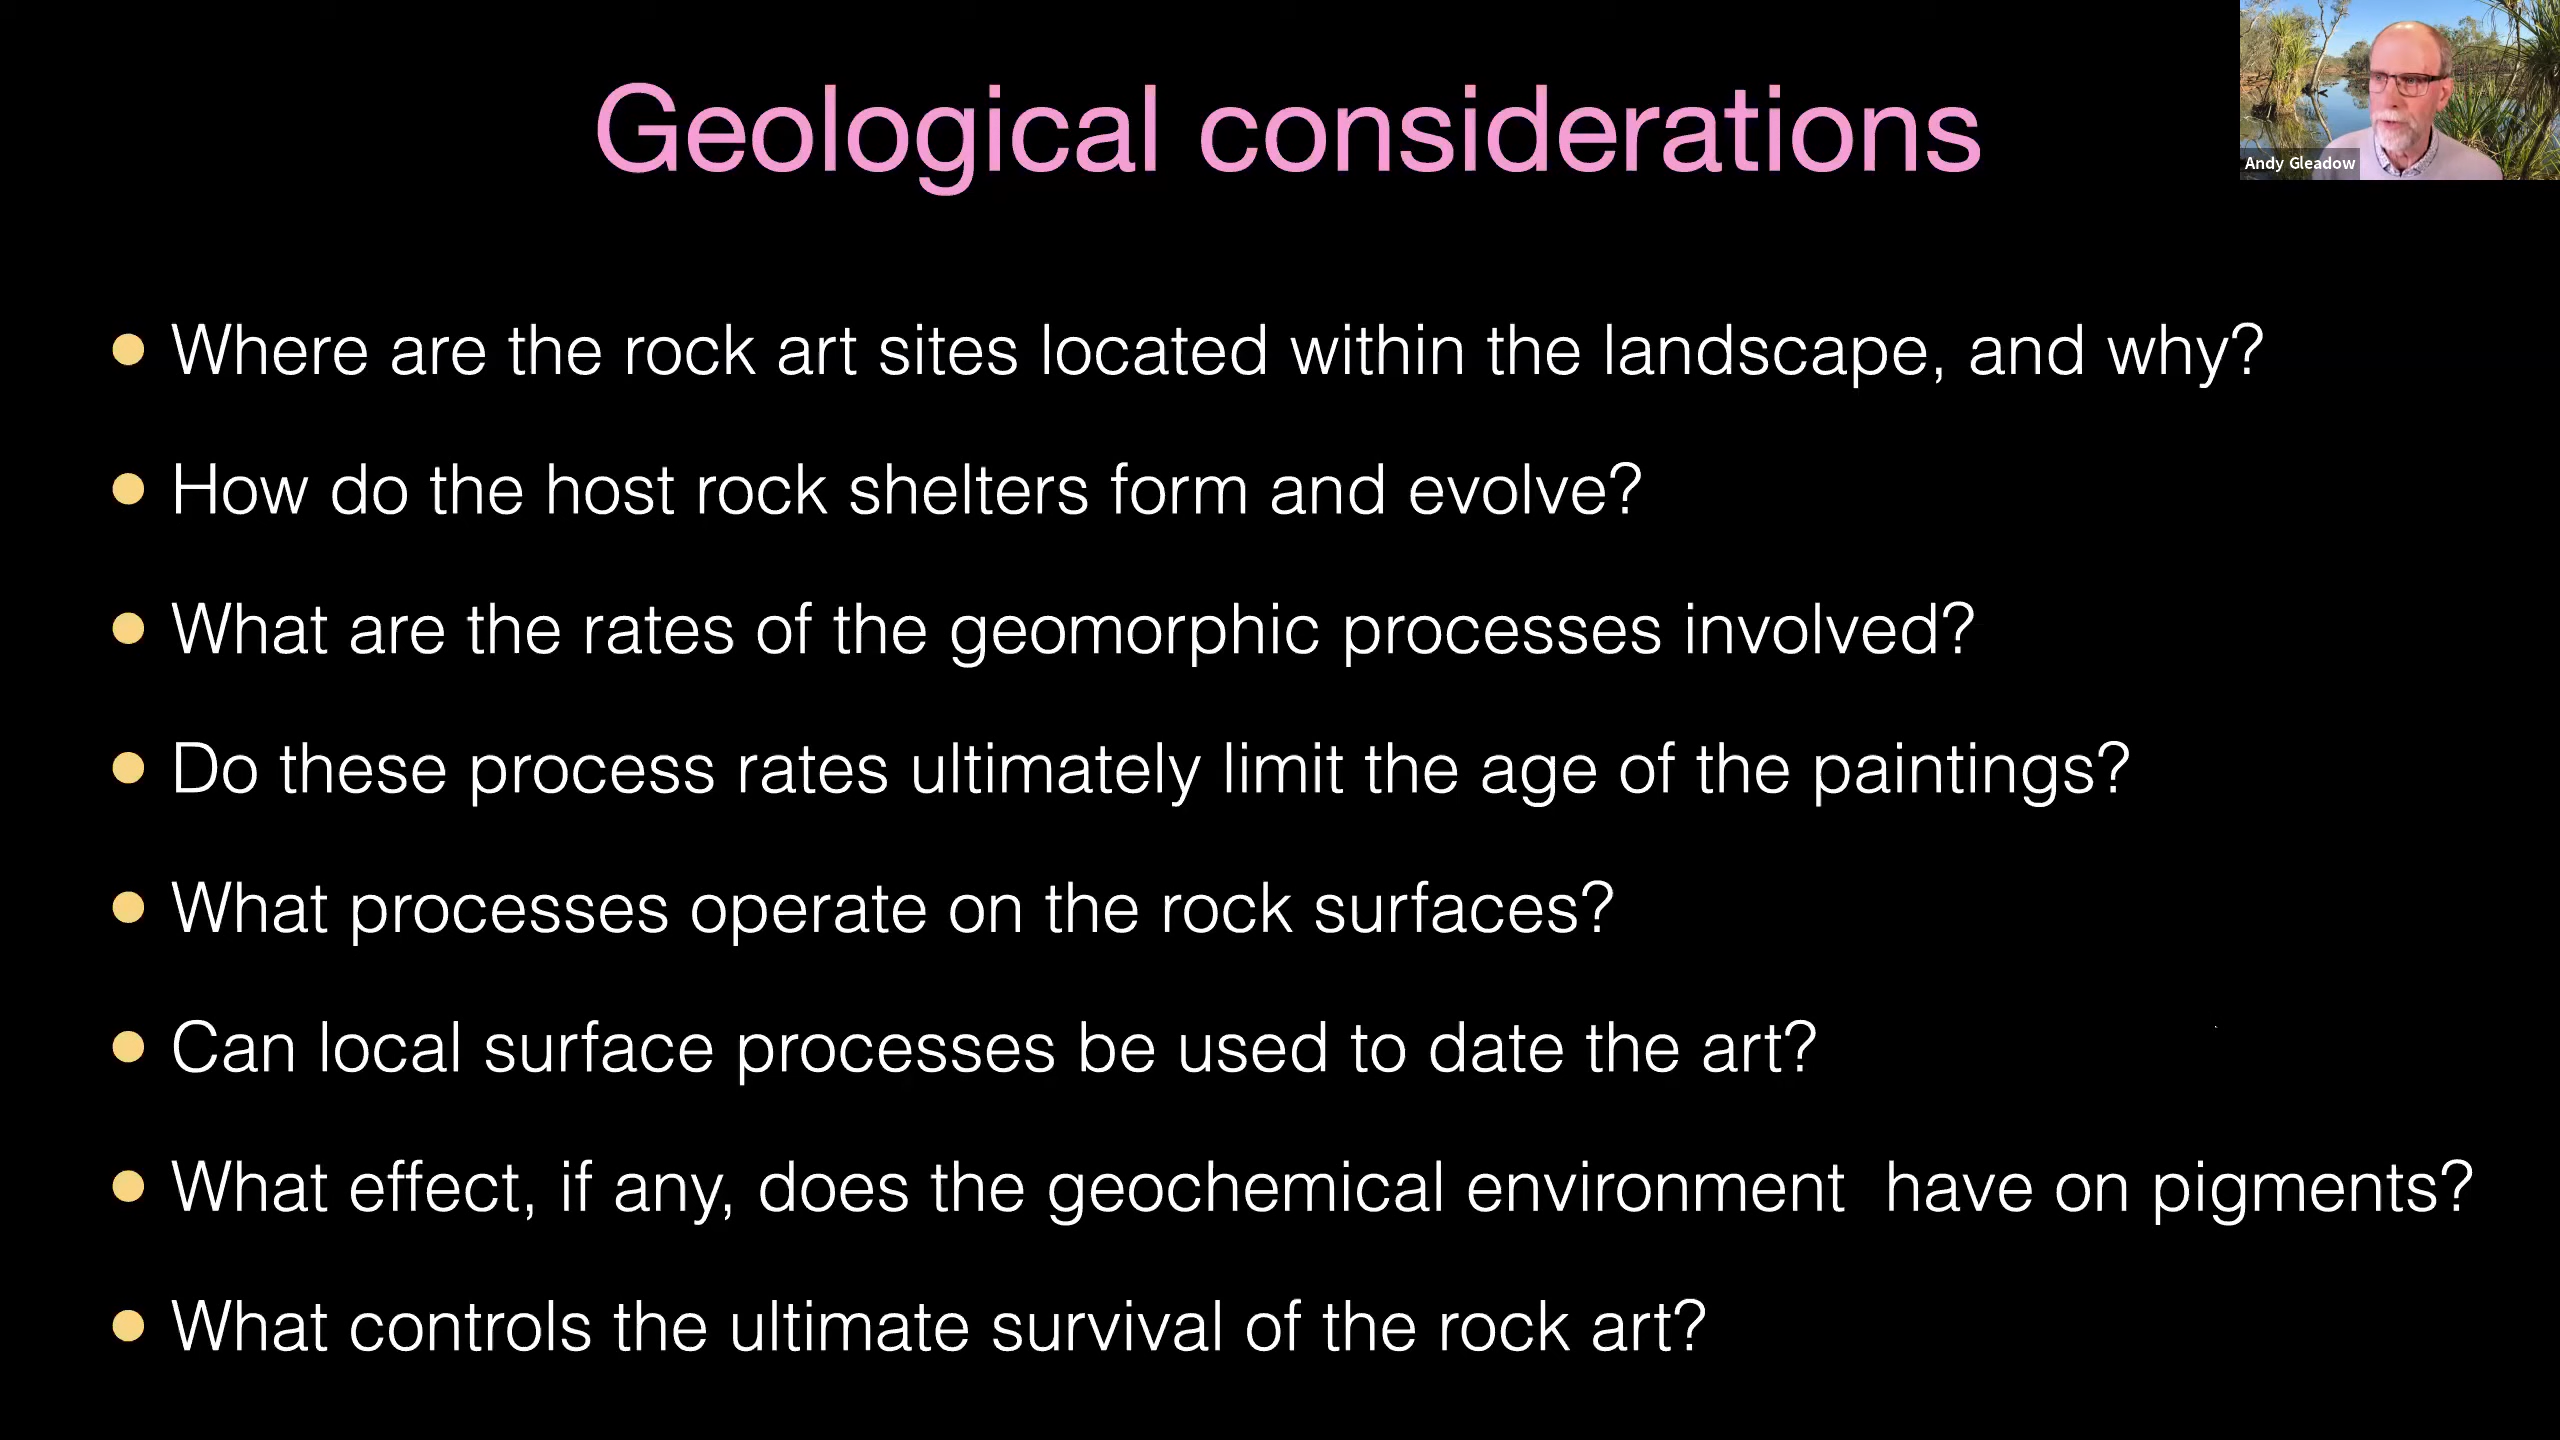 Geological considerations
Andy Gleadow
Where are the rock art sites located within the landscape, and why?
How do the host rock shelters form and evolve?
What are the rates of the geomorphic processes involved?
Do these process rates ultimately limit the age of the paintings?
What processes operate on the rock surfaces?
Can local surface processes be used to date the art?
What effect, if any, does the geochemical environment  have on pigments?
What controls the ultimate survival of the rock art?